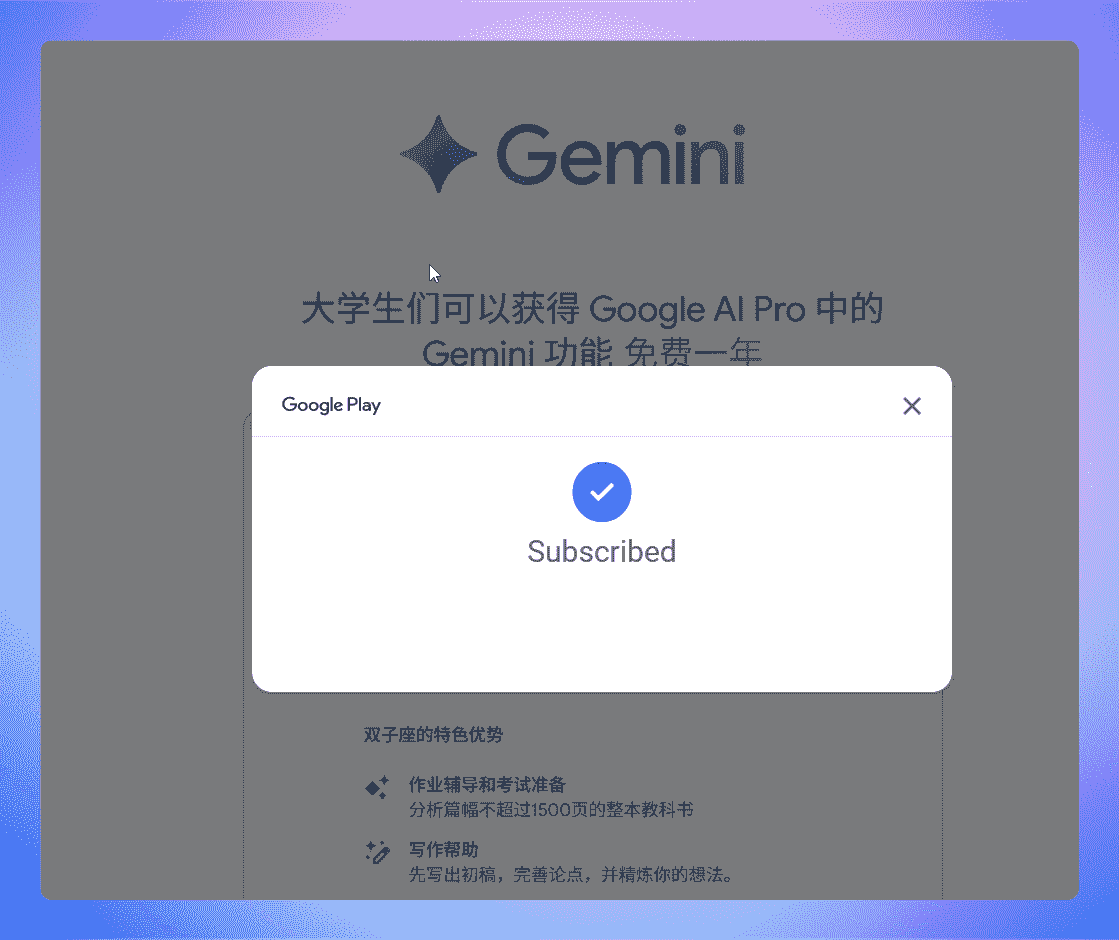 Gemini
大学生们可以获得 Google AI Pro 中的
Gemini 功能 免费一年
Google Play
Subscribed
双子座的特色优势
作业辅导和考试准备
分析篇幅不超过1500页的整本教科书
写作帮助
先写出初稿，完善论点，并精炼你的想法。